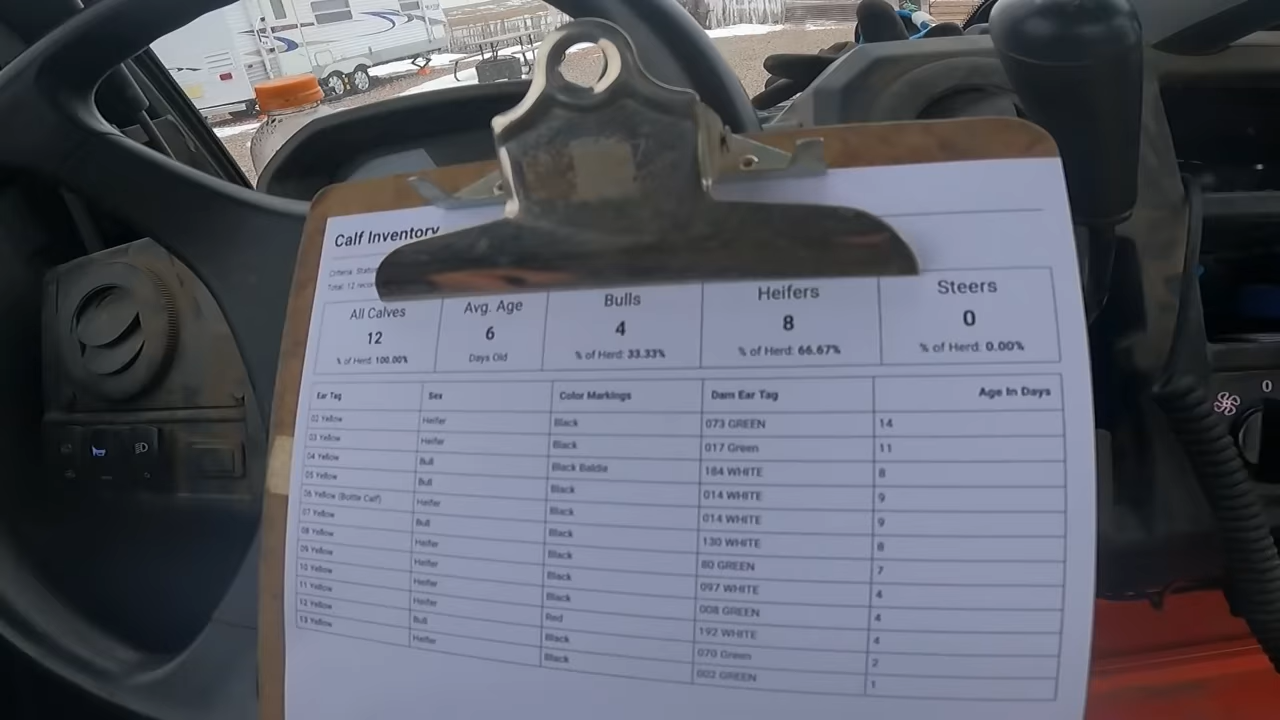 Calf Inventory
Criteria: Status
Total: 12 recor
All Calves
12
% of Herd: 100.00%
Avg. Age
6
Days Old
Bulls
4
% of Herd: 33.33%
Heifers
8
% of Herd: 66.67%
Steers
0
% of Herd: 0.00%
Ear Tag Sex Color Markings Dam Ear Tag Age In Days
02 Yellow Heifer Black 073 GREEN 14
03 Yellow Heifer Black 017 Green 11
04 Yellow Bull Black Baldie 184 WHITE 8
05 Yellow Bull Black 014 WHITE 9
06 Yellow (Bottle Calf) Heifer Black 014 WHITE 9
07 Yellow Bull Black 130 WHITE 8
08 Yellow Heifer Black 80 GREEN 7
09 Yellow Heifer Black 097 WHITE 4
10 Yellow Heifer Black 008 GREEN 4
11 Yellow Heifer Red 192 WHITE 4
12 Yellow Bull Black 070 Green 2
13 Yellow Heifer Black 002 GREEN 1
0